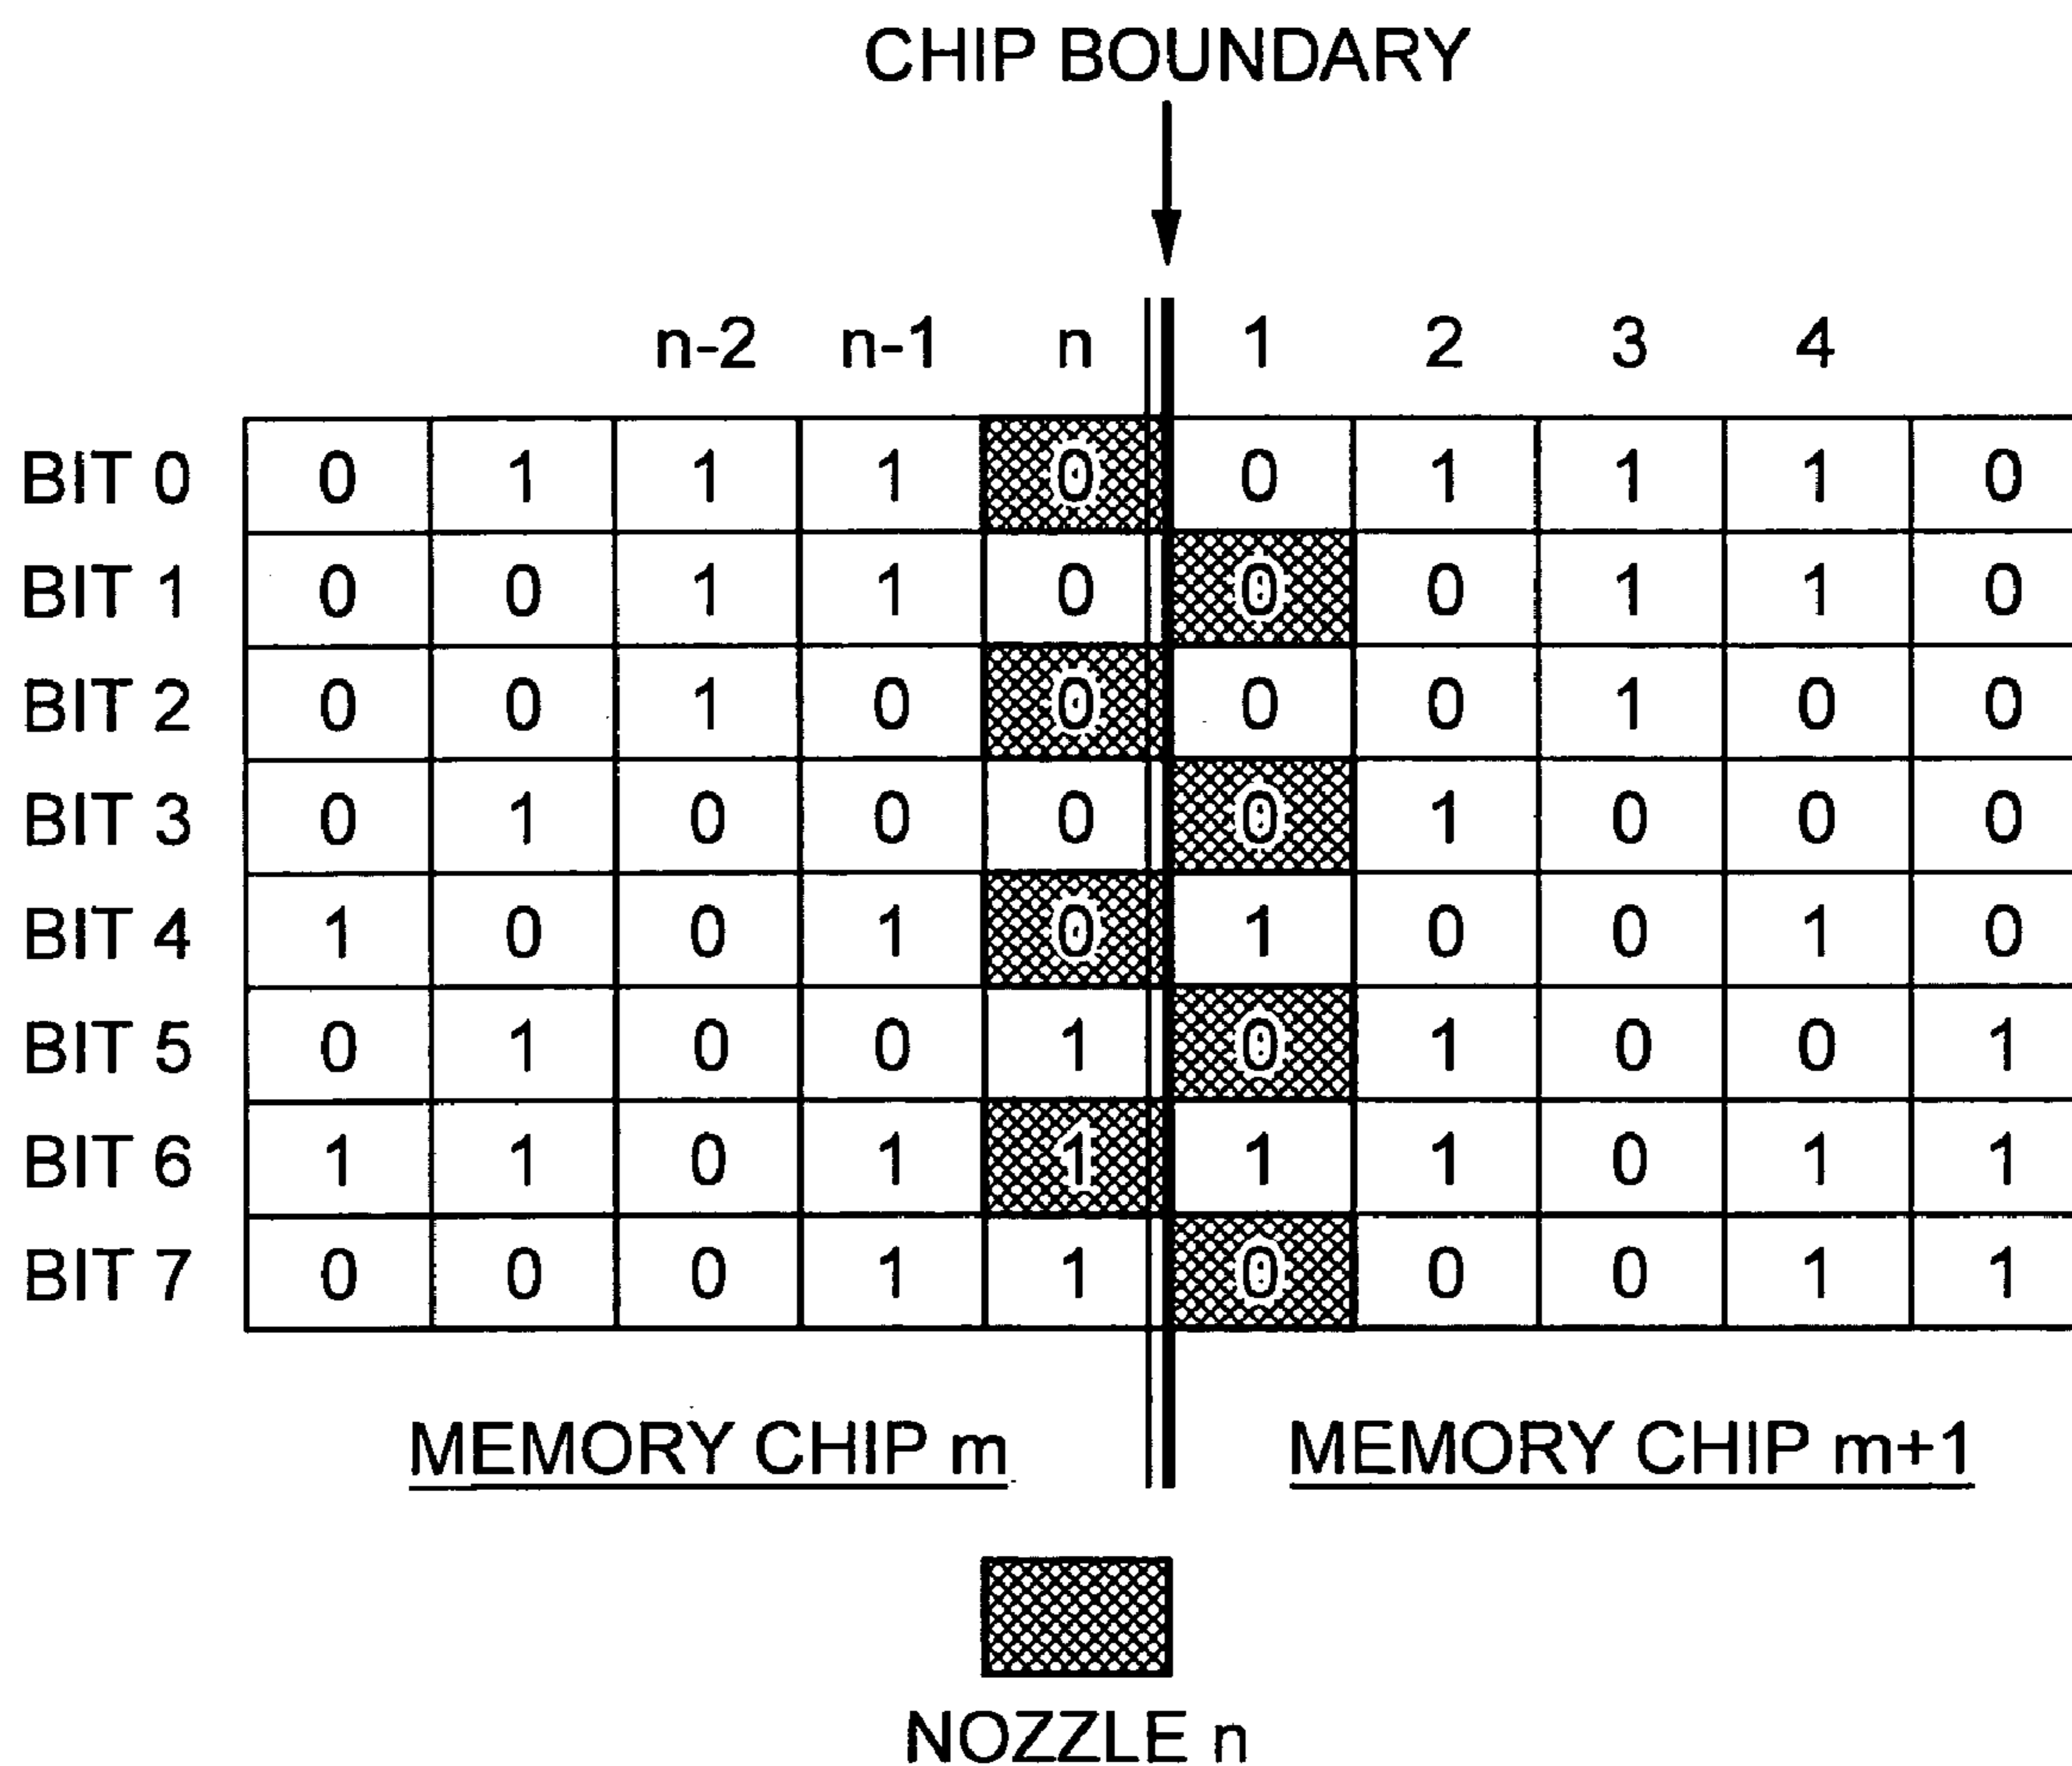 CHIP BOUNDARY
n-2 n-1 n 1 2 3 4
BIT 0 0 1 1 1 0 0 1 1 1 0
BIT 1 0 0 1 1 0 0 0 1 1 0
BIT 2 0 0 1 0 0 0 0 1 0 0
BIT 3 0 1 0 0 0 0 1 0 0 0
BIT 4 1 0 0 1 0 1 0 0 1 0
BIT 5 0 1 0 0 1 0 1 0 0 1
BIT 6 1 1 0 1 1 1 1 0 1 1
BIT 7 0 0 0 1 1 0 0 0 1 1
MEMORY CHIP m MEMORY CHIP m+1
NOZZLE n